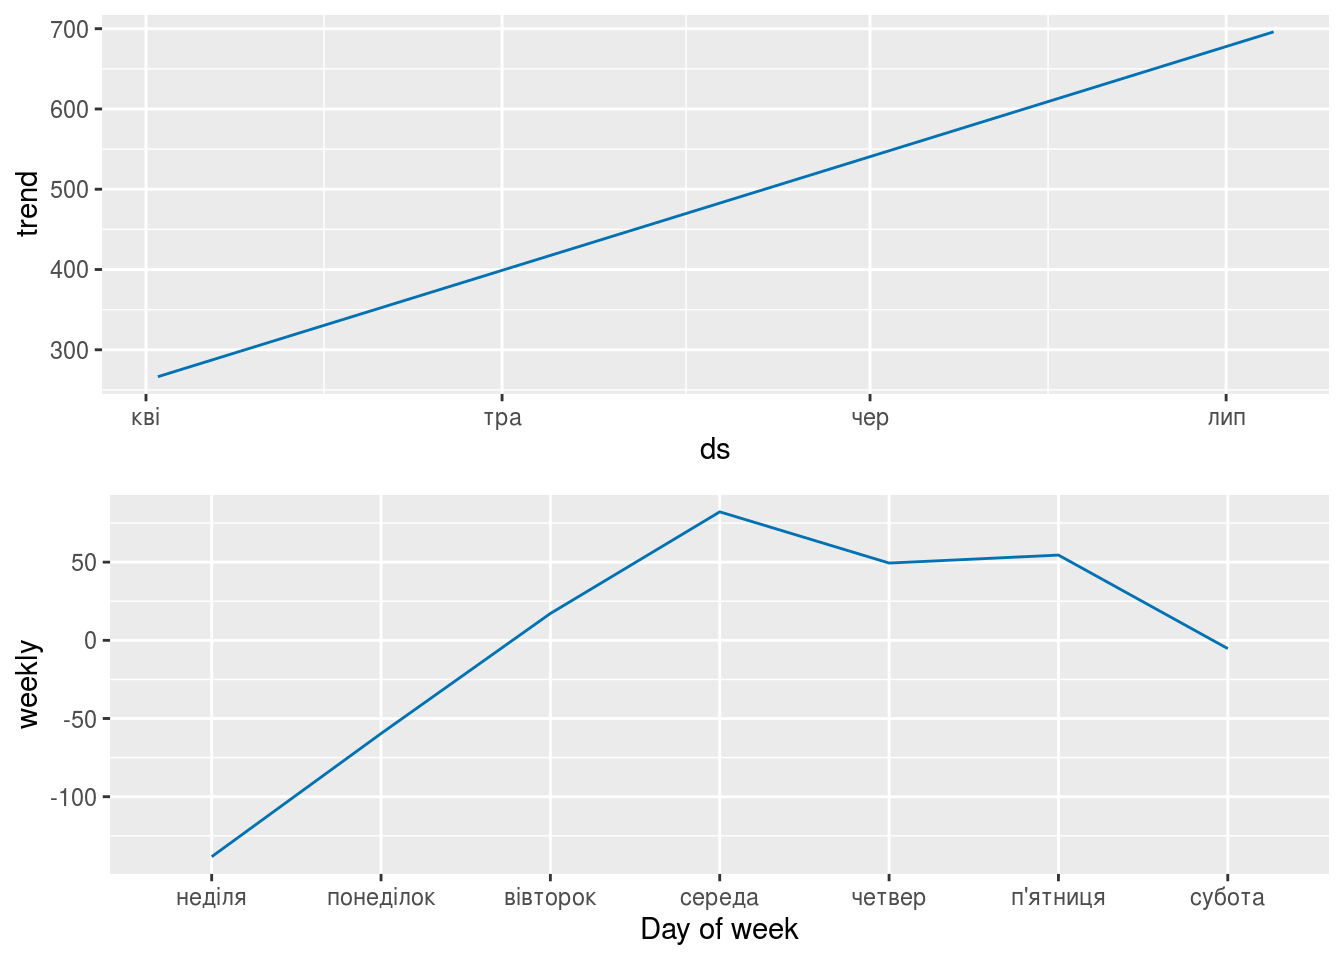 700
600
500
400
300
trend
кві тра чер лип
ds
50
0
-50
-100
weekly
неділя понеділок вівторок середа четвер п'ятниця субота
Day of week